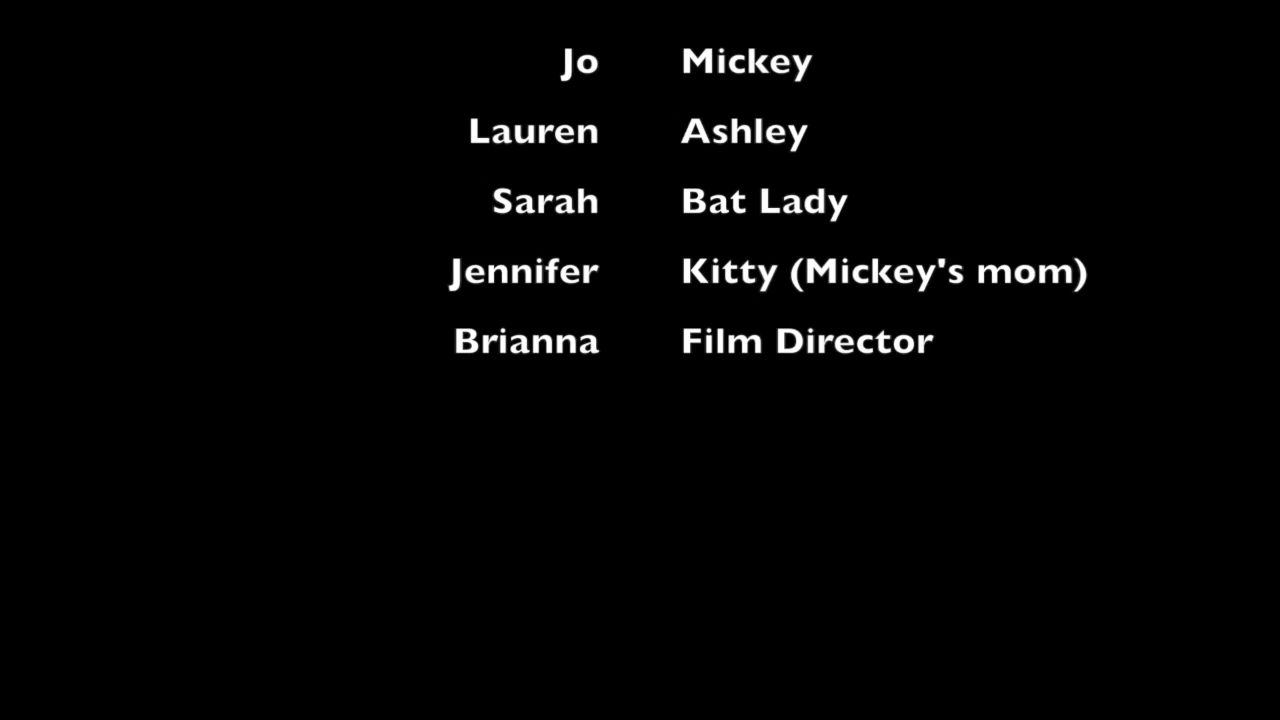 Jo Mickey
Lauren Ashley
Sarah Bat Lady
Jennifer Kitty (Mickey's mom)
Brianna Film Director